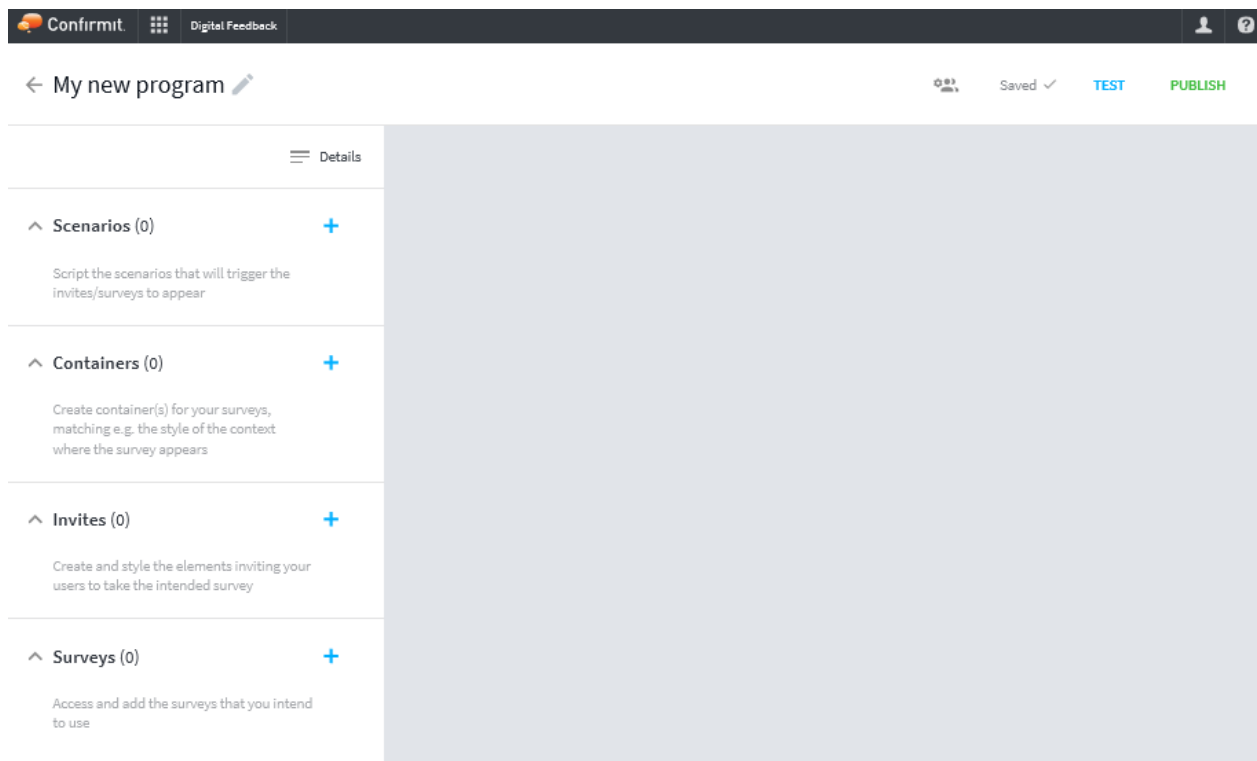 Confirmit.
Digital Feedback
My new program
Saved
TEST
PUBLISH
Details
Scenarios (0)
Script the scenarios that will trigger the
invites/surveys to appear
Containers (0)
Create container(s) for your surveys,
matching e.g. the style of the context
where the survey appears
Invites (0)
Create and style the elements inviting your
users to take the intended survey
Surveys (0)
Access and add the surveys that you intend
to use